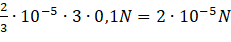 2/3 · 10⁻⁵ · 3 · 0,1N = 2 · 10⁻⁵N